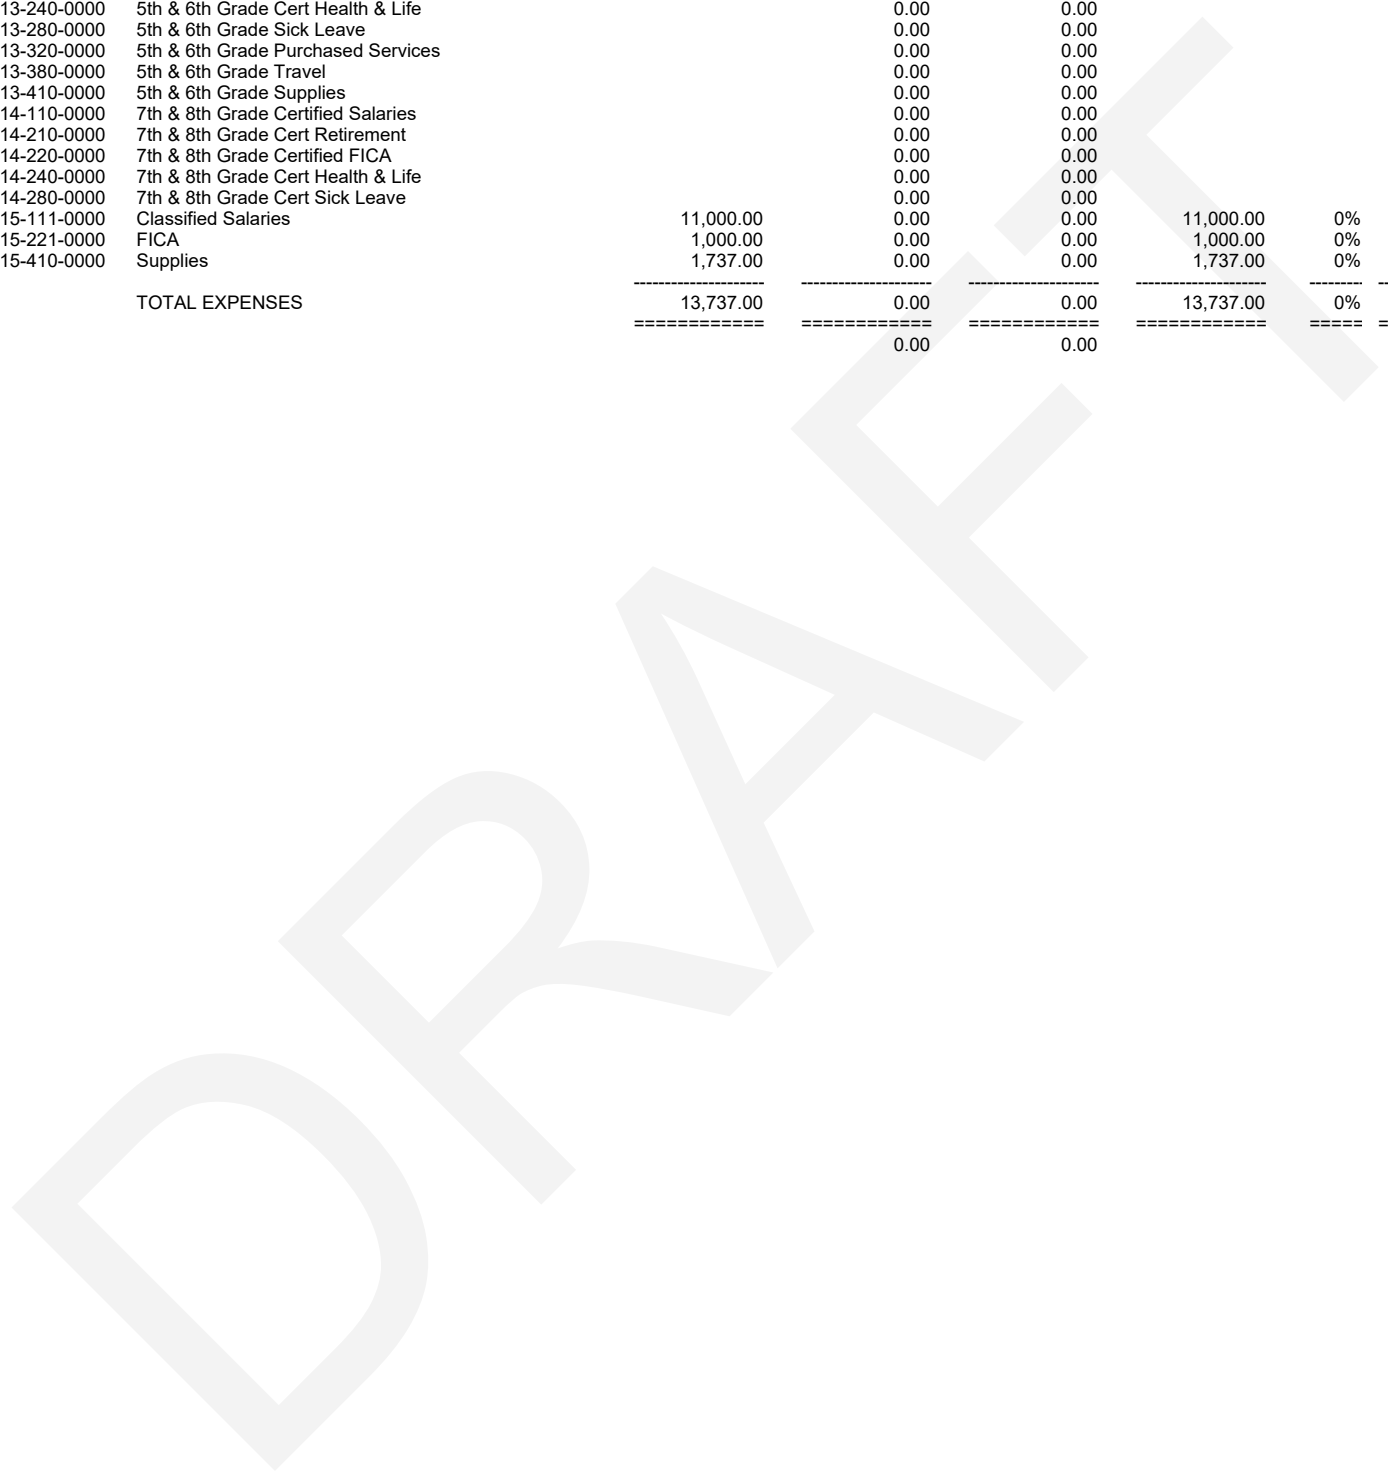 13-240-0000 5th & 6th Grade Cert Health & Life 0.00 0.00
13-280-0000 5th & 6th Grade Sick Leave 0.00 0.00
13-320-0000 5th & 6th Grade Purchased Services 0.00 0.00
13-380-0000 5th & 6th Grade Travel 0.00 0.00
13-410-0000 5th & 6th Grade Supplies 0.00 0.00
14-110-0000 7th & 8th Grade Certified Salaries 0.00 0.00
14-210-0000 7th & 8th Grade Cert Retirement 0.00 0.00
14-220-0000 7th & 8th Grade Certified FICA 0.00 0.00
14-240-0000 7th & 8th Grade Cert Health & Life 0.00 0.00
14-280-0000 7th & 8th Grade Cert Sick Leave 0.00 0.00
15-111-0000 Classified Salaries 11,000.00 0.00 0.00 11,000.00 0%
15-221-0000 FICA 1,000.00 0.00 0.00 1,000.00 0%
15-410-0000 Supplies 1,737.00 0.00 0.00 1,737.00 0%
--------------------- --------------------- --------------------- --------------------- -------- --
TOTAL EXPENSES 13,737.00 0.00 0.00 13,737.00 0%
============ ============ ============ ============ ===== =
0.00 0.00
DRAFT